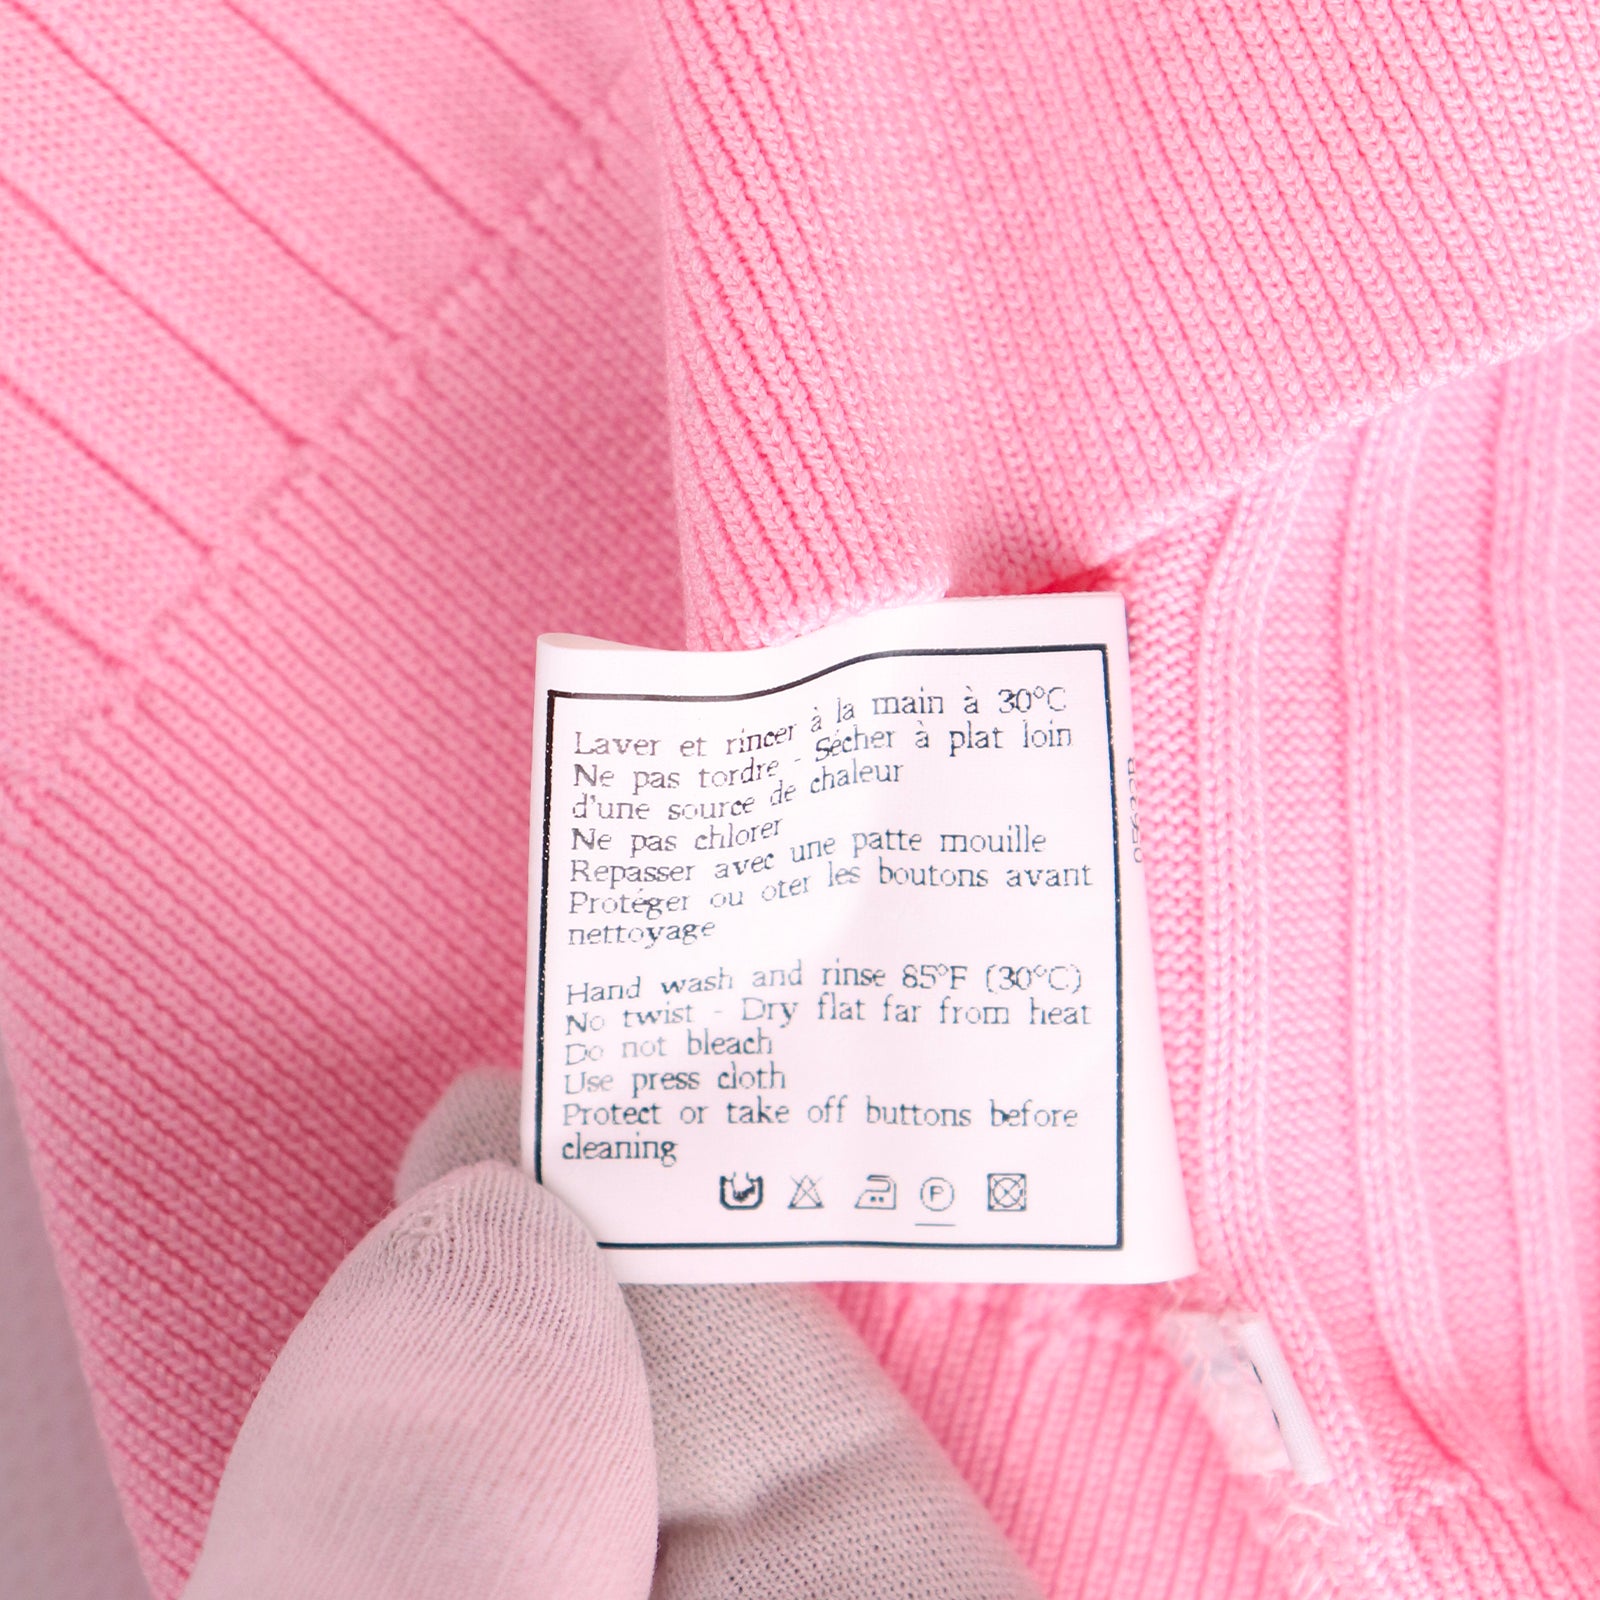 Laver et rincer à la main à 30°C
Ne pas tordre - Sécher à plat loin
d'une source de chaleur
Ne pas chlorer
Repasser avec une patte mouille
Protéger ou oter les boutons avant
nettoyage
Hand wash and rinse 85°F (30°C)
No twist - Dry flat far from heat
Do not bleach
Use press cloth
Protect or take off buttons before
cleaning
P